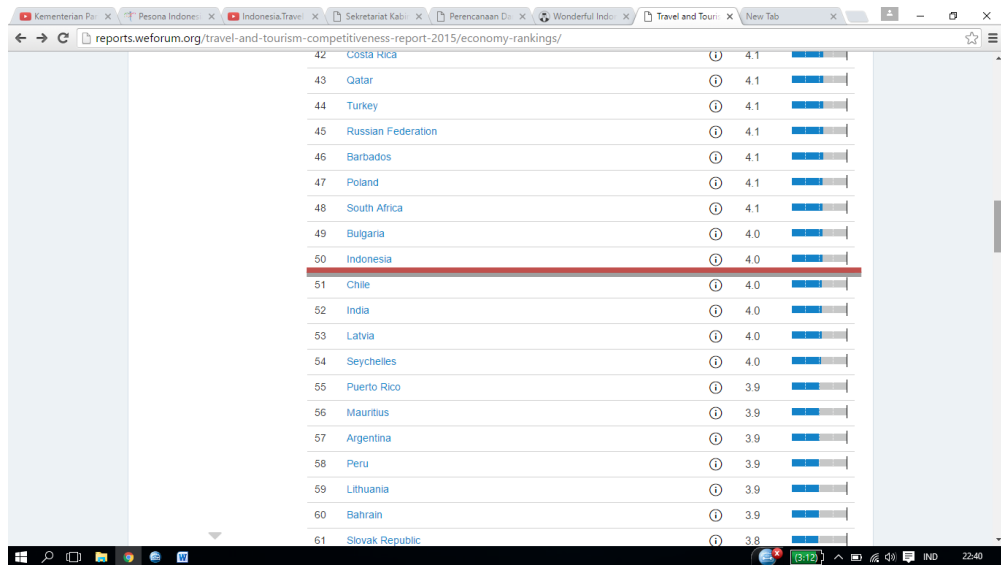 Kementerian Pa
Pesona Indones
Indonesia.Travel
Sekretariat Kabi
Perencanaan Da
Wonderful Indo
Travel and Touris
New Tab
reports.weforum.org/travel-and-tourism-competitiveness-report-2015/economy-rankings/
42 Costa Rica 4.1
43 Qatar 4.1
44 Turkey 4.1
45 Russian Federation 4.1
46 Barbados 4.1
47 Poland 4.1
48 South Africa 4.1
49 Bulgaria 4.0
50 Indonesia 4.0
51 Chile 4.0
52 India 4.0
53 Latvia 4.0
54 Seychelles 4.0
55 Puerto Rico 3.9
56 Mauritius 3.9
57 Argentina 3.9
58 Peru 3.9
59 Lithuania 3.9
60 Bahrain 3.9
61 Slovak Republic 3.8
(3:12) IND 22:40